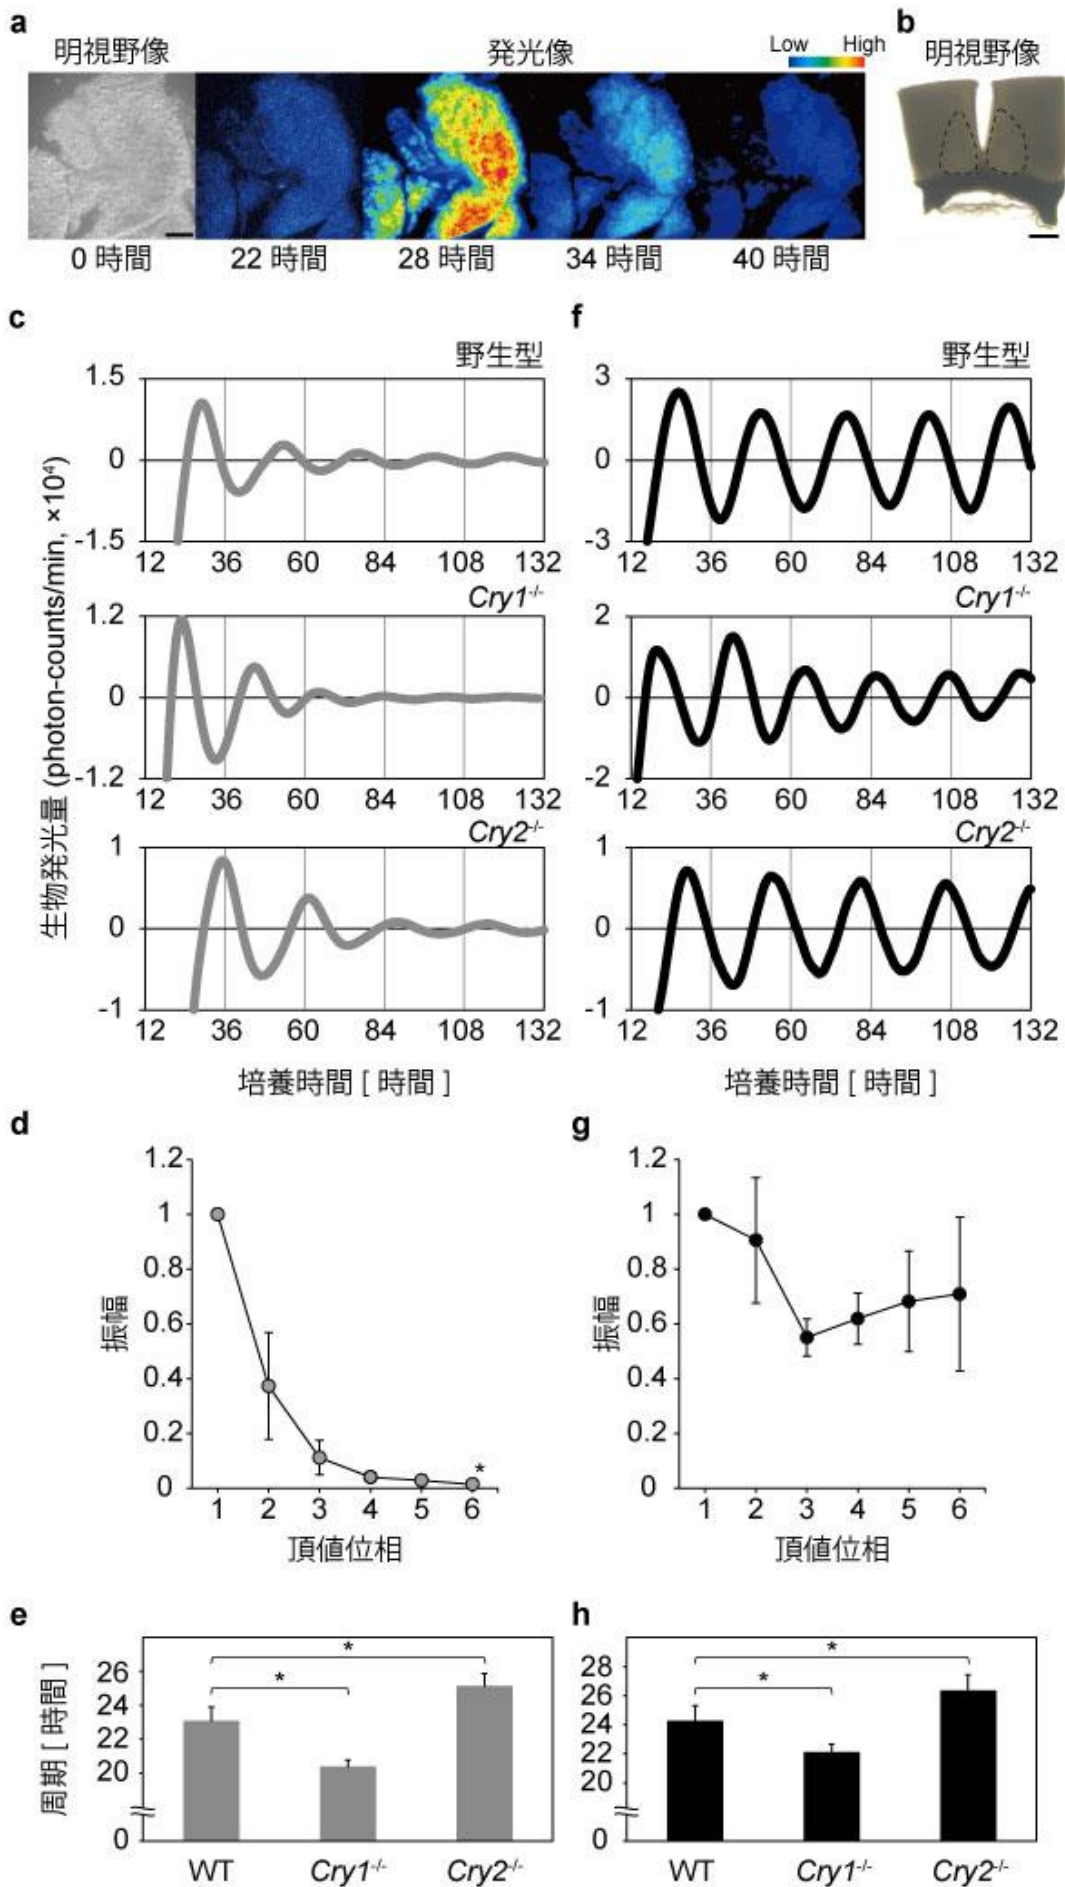 a
明視野像
発光像
Low High
0 時間
22 時間
28 時間
34 時間
40 時間
b
明視野像
c
野生型
1.5
0
-1.5
12 36 60 84 108 132
Cry1-/-
1.2
0
-1.2
12 36 60 84 108 132
Cry2-/-
1
0
-1
12 36 60 84 108 132
生物発光量 (photon-counts/min, ×10⁴)
培養時間 [ 時間 ]
f
野生型
3
0
-3
12 36 60 84 108 132
Cry1-/-
2
0
-2
12 36 60 84 108 132
Cry2-/-
1
0
-1
12 36 60 84 108 132
培養時間 [ 時間 ]
d
1.2
1
0.8
0.6
0.4
0.2
0
振幅
*
1 2 3 4 5 6
頂値位相
g
1.2
1
0.8
0.6
0.4
0.2
0
振幅
1 2 3 4 5 6
頂値位相
e
周期 [ 時間 ]
26
24
22
20
0
*
*
WT Cry1-/- Cry2-/-
h
28
26
24
22
20
0
*
*
WT Cry1-/- Cry2-/-